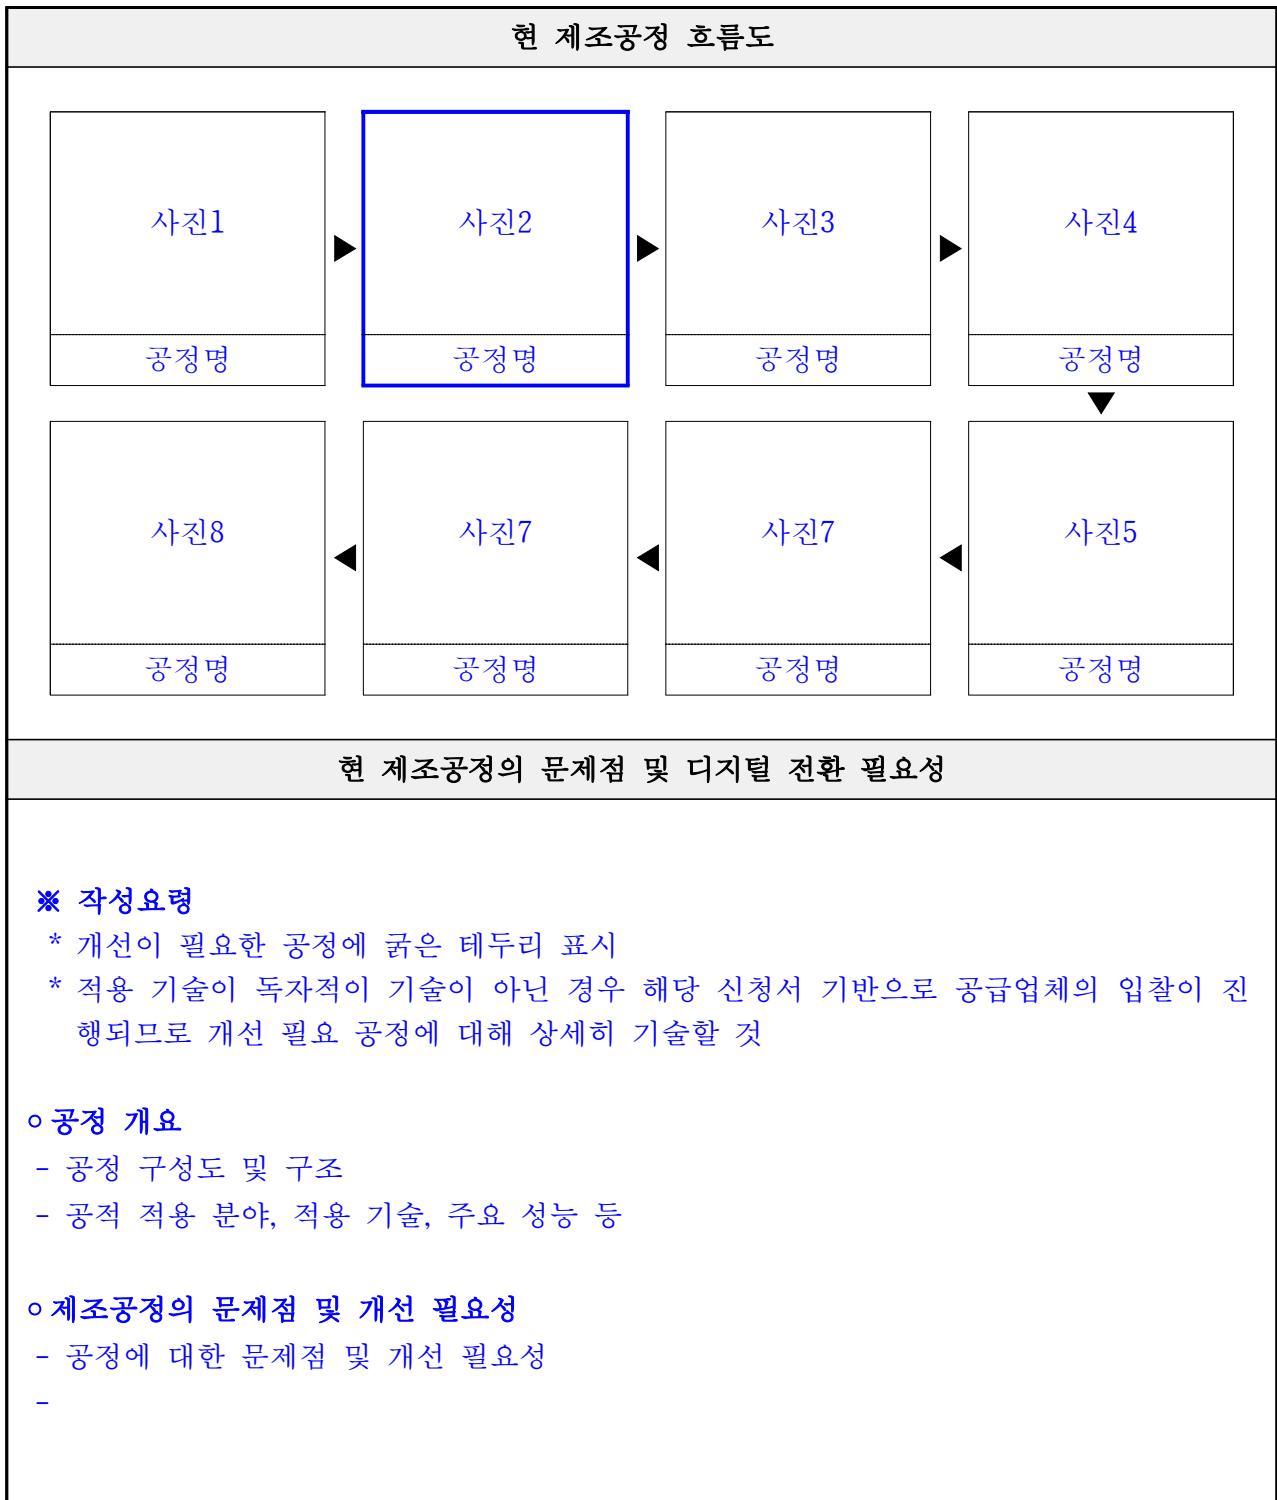 현 제조공정 흐름도
사진1 사진2 사진3 사진4
공정명 공정명 공정명 공정명
사진8 사진7 사진7 사진5
공정명 공정명 공정명 공정명
현 제조공정의 문제점 및 디지털 전환 필요성
※ 작성요령
* 개선이 필요한 공정에 굵은 테두리 표시
* 적용 기술이 독자적이 기술이 아닌 경우 해당 신청서 기반으로 공급업체의 입찰이 진
행되므로 개선 필요 공정에 대해 상세히 기술할 것
○ 공정 개요
- 공정 구성도 및 구조
- 공적 적용 분야, 적용 기술, 주요 성능 등
○ 제조공정의 문제점 및 개선 필요성
- 공정에 대한 문제점 및 개선 필요성
-